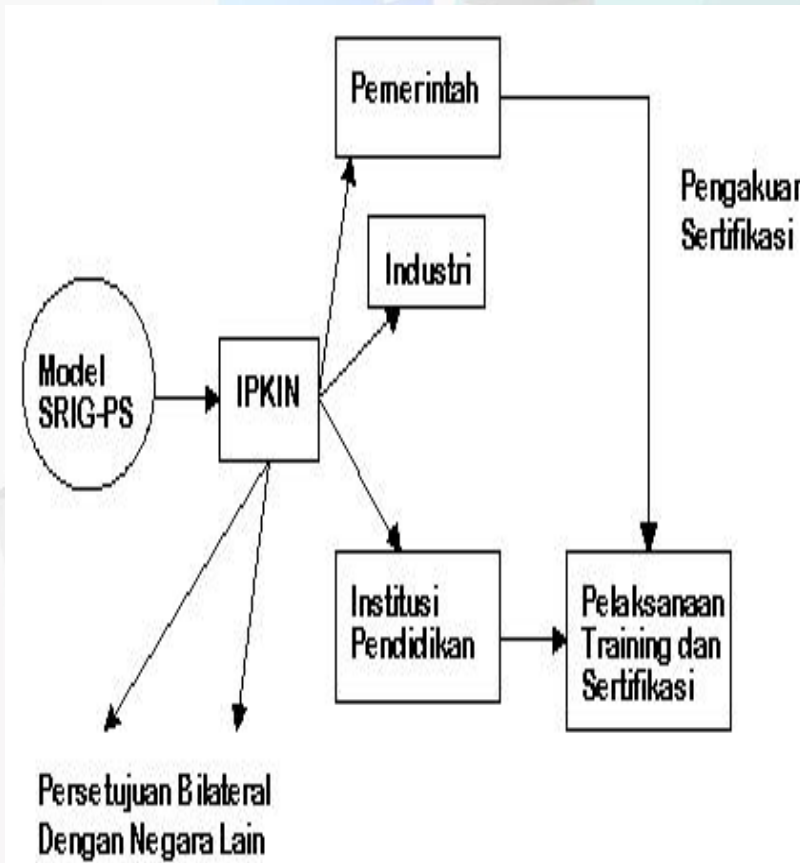 Pemerintah
Pengakuan
Sertifikasi
Industri
Model
SRIG-PS
IPKIN
Institusi
Pendidikan
Pelaksanaan
Training dan
Sertifikasi
Persetujuan Bilateral
Dengan Negara Lain